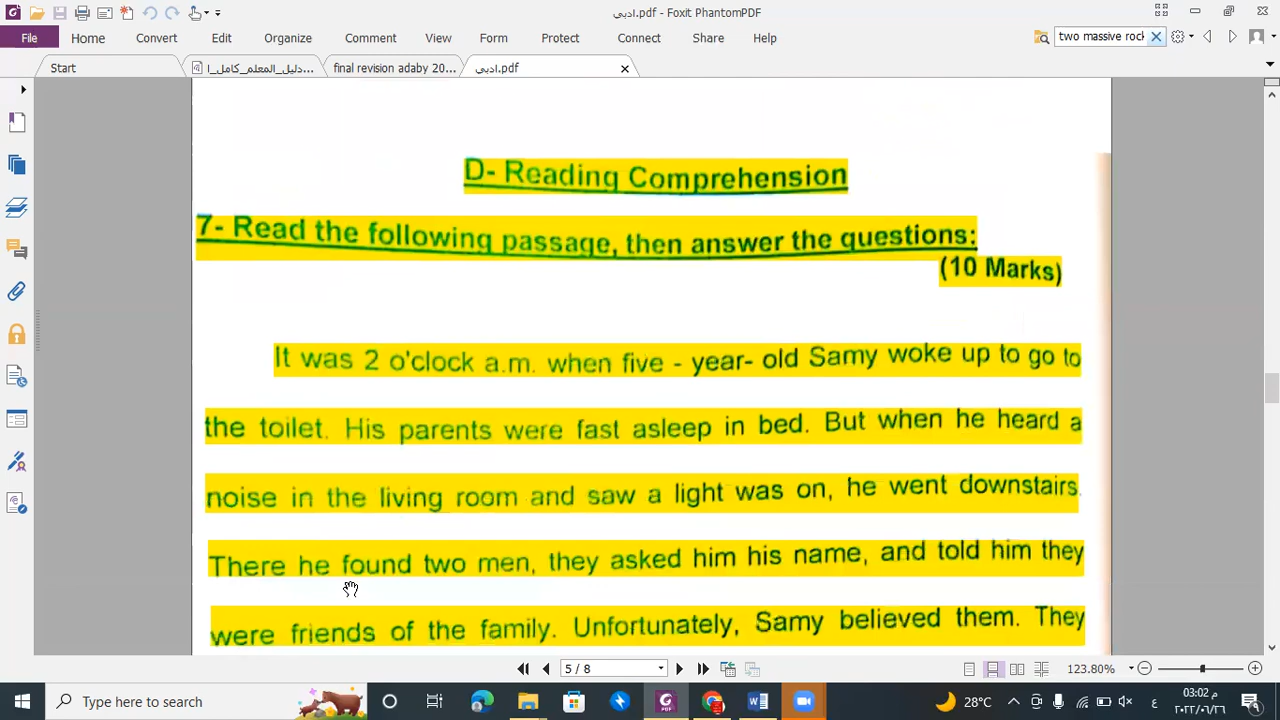 ادبي.pdf - Foxit PhantomPDF
File Home Convert Edit Organize Comment View Form Protect Connect Share Help
two massive rock
Start
دليل_المعلم_كامل_ا...
final revision adaby 20...
ادبي.pdf
D- Reading Comprehension
7- Read the following passage, then answer the questions:
(10 Marks)
It was 2 o'clock a.m. when five - year- old Samy woke up to go to
the toilet. His parents were fast asleep in bed. But when he heard a
noise in the living room and saw a light was on, he went downstairs.
There he found two men, they asked him his name, and told him they
were friends of the family. Unfortunately, Samy believed them. They
5 / 8
123.80%
Type here to search
28°C
ع
03:02 م